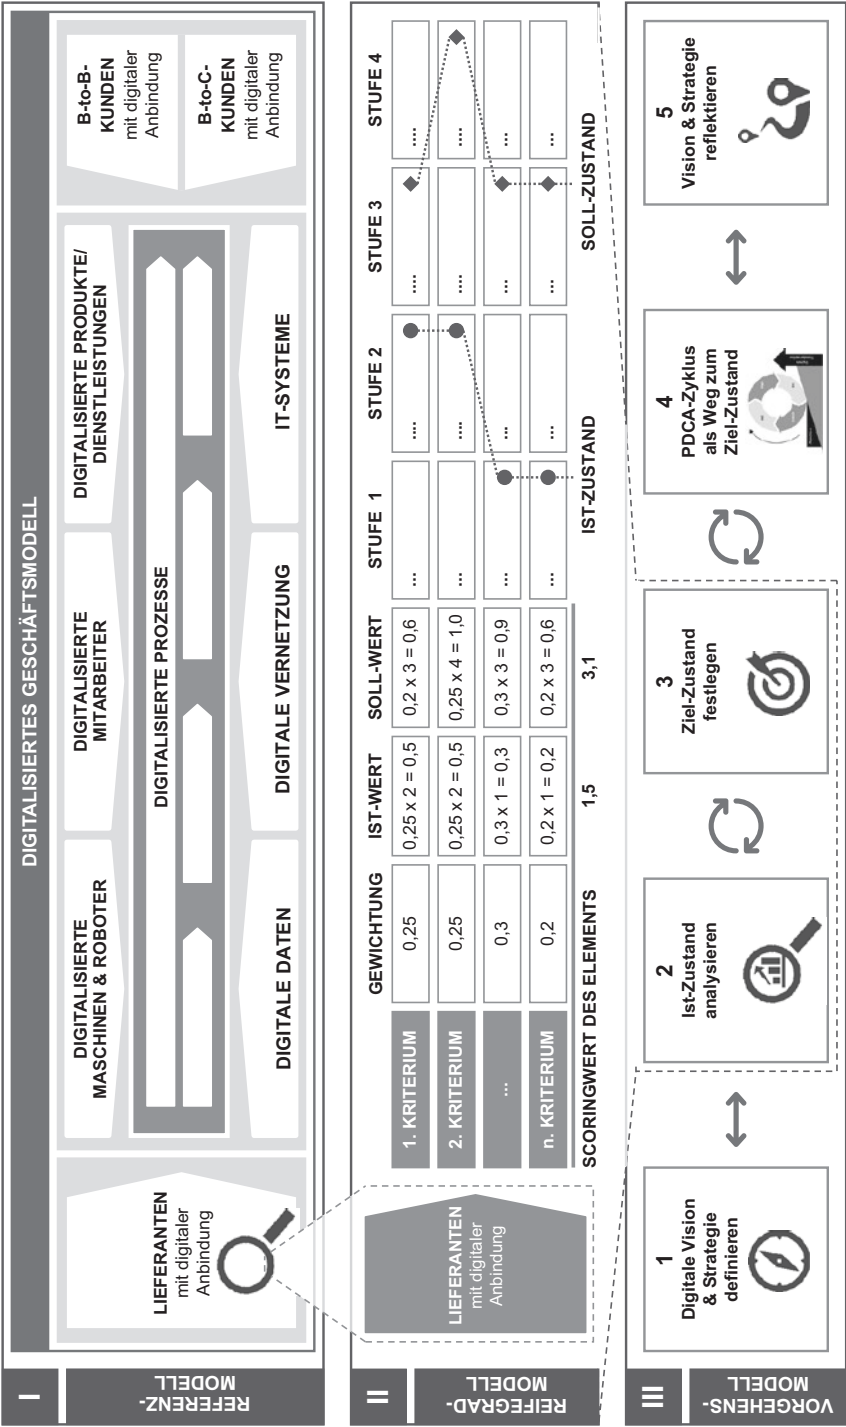 I
REFERENZ-
MODELL
DIGITALISIERTES GESCHÄFTSMODELL
LIEFERANTEN
mit digitaler
Anbindung
DIGITALISIERTE
MASCHINEN & ROBOTER
DIGITALISIERTE
MITARBEITER
DIGITALISIERTE PRODUKTE/
DIENSTLEISTUNGEN
DIGITALISIERTE PROZESSE
DIGITALE DATEN
DIGITALE VERNETZUNG
IT-SYSTEME
B-to-B-
KUNDEN
mit digitaler
Anbindung
B-to-C-
KUNDEN
mit digitaler
Anbindung
II
REIFEGRAD-
MODELL
LIEFERANTEN
mit digitaler
Anbindung
GEWICHTUNG IST-WERT SOLL-WERT STUFE 1 STUFE 2 STUFE 3 STUFE 4
1. KRITERIUM 0,25 0,25 x 2 = 0,5 0,2 x 3 = 0,6 ... .... .... ....
2. KRITERIUM 0,25 0,25 x 2 = 0,5 0,25 x 4 = 1,0 ... .... .... ....
... 0,3 0,3 x 1 = 0,3 0,3 x 3 = 0,9 ... ... ... ...
n. KRITERIUM 0,2 0,2 x 1 = 0,2 0,2 x 3 = 0,6 ... ... ... ...
SCORINGWERT DES ELEMENTS 1,5 3,1 IST-ZUSTAND SOLL-ZUSTAND
III
VORGEHENS-
MODELL
1
Digitale Vision
& Strategie
definieren
2
Ist-Zustand
analysieren
3
Ziel-Zustand
festlegen
4
PDCA-Zyklus
als Weg zum
Ziel-Zustand
5
Vision & Strategie
reflektieren